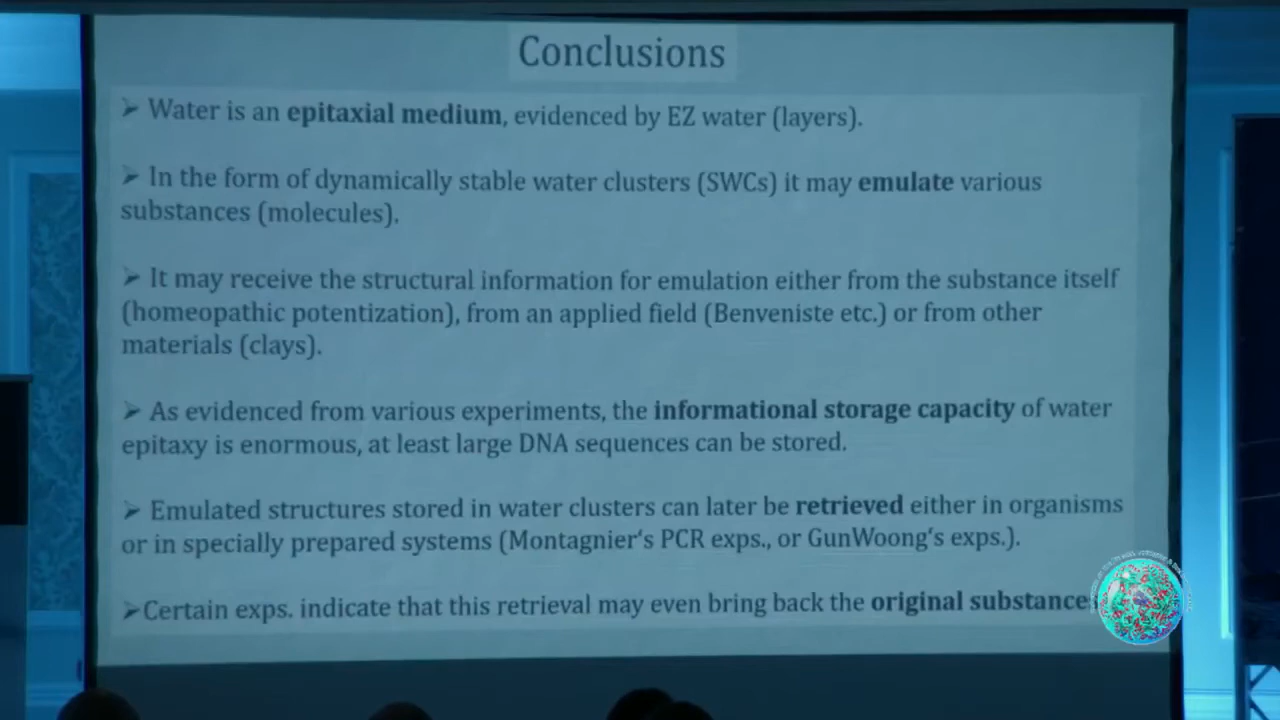 Conclusions
➢ Water is an epitaxial medium, evidenced by EZ water (layers).
➢ In the form of dynamically stable water clusters (SWCs) it may emulate various
substances (molecules).
➢ It may receive the structural information for emulation either from the substance itself
(homeopathic potentization), from an applied field (Benveniste etc.) or from other
materials (clays).
➢ As evidenced from various experiments, the informational storage capacity of water
epitaxy is enormous, at least large DNA sequences can be stored.
➢ Emulated structures stored in water clusters can later be retrieved either in organisms
or in specially prepared systems (Montagnier‘s PCR exps., or GunWoong‘s exps.).
➢Certain exps. indicate that this retrieval may even bring back the original substances